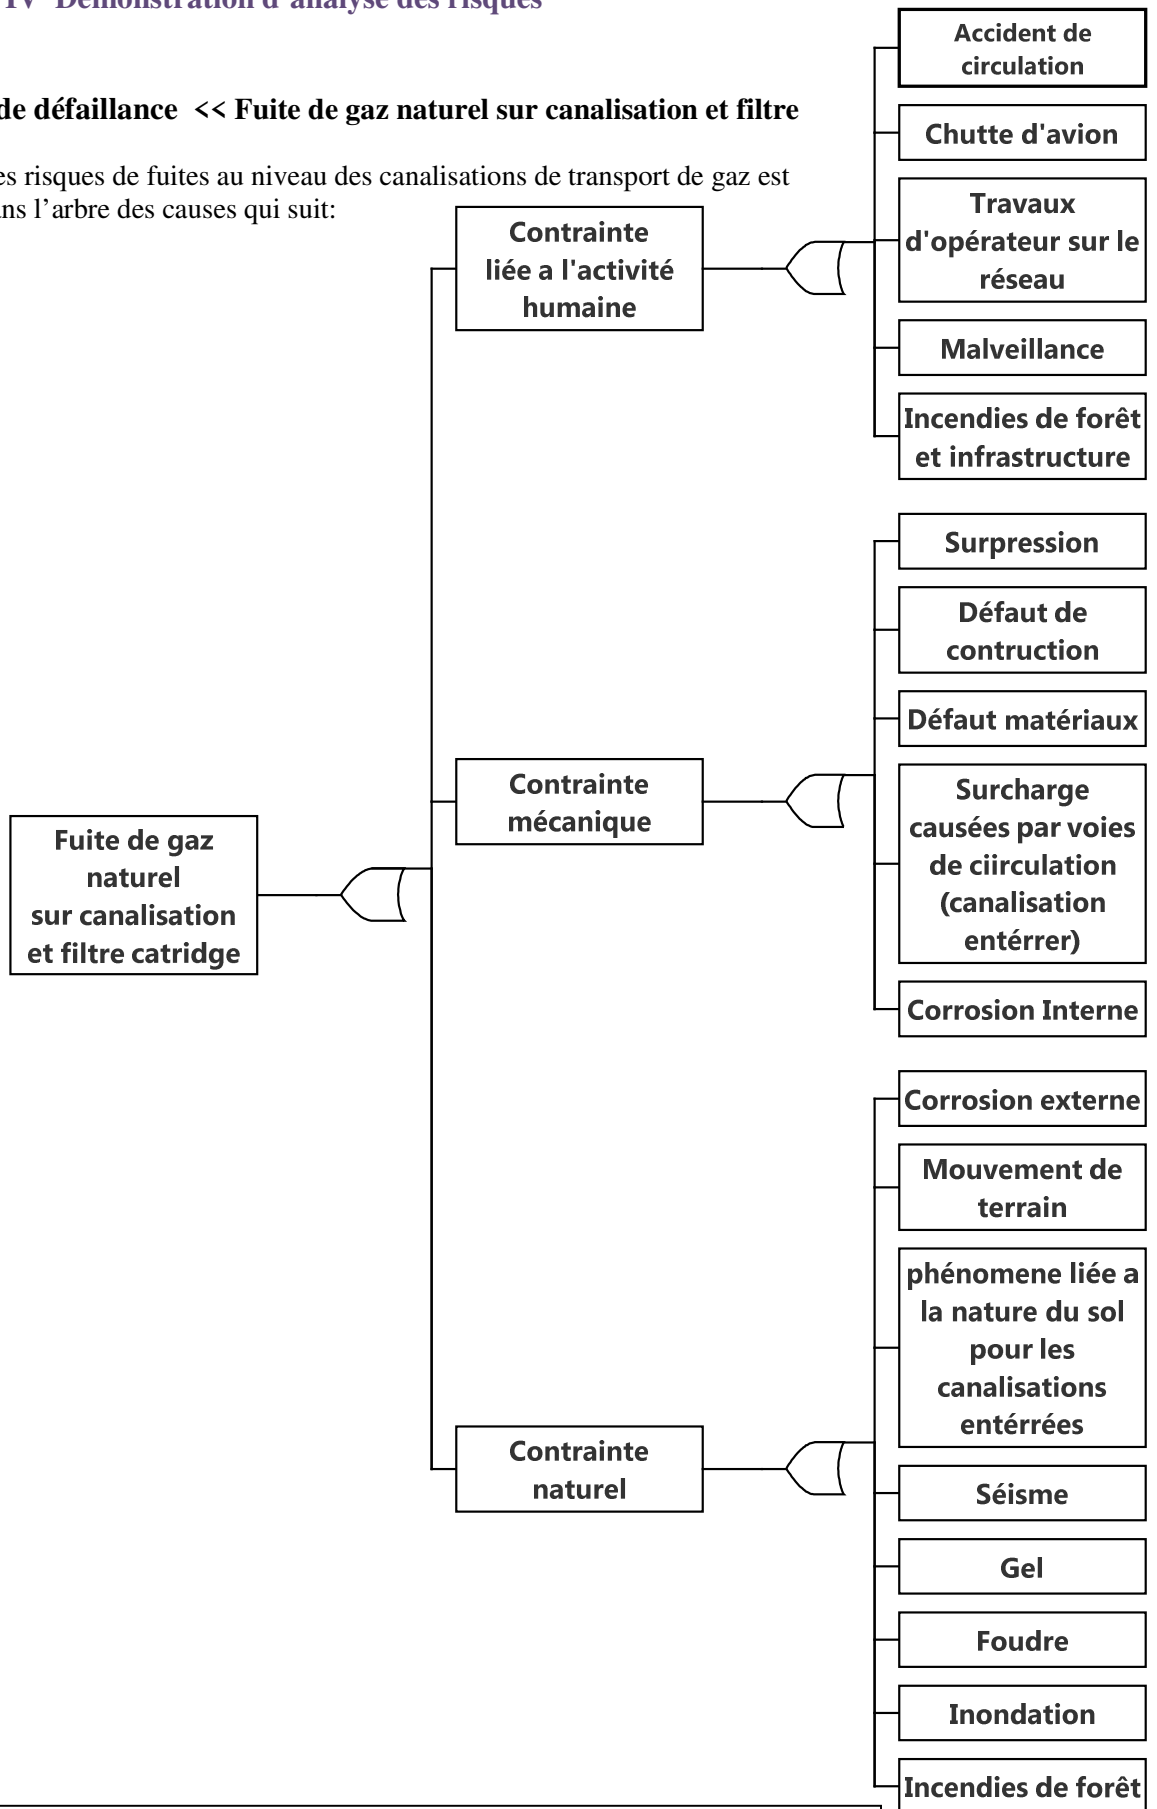 IV Démonstration d'analyse des risques
de défaillance << Fuite de gaz naturel sur canalisation et filtre
es risques de fuites au niveau des canalisations de transport de gaz est
ans l'arbre des causes qui suit:
Accident de
circulation
Chutte d'avion
Travaux
d'opérateur sur le
réseau
Malveillance
Incendies de forêt
et infrastructure
Contrainte
liée a l'activité
humaine
Surpression
Défaut de
contruction
Défaut matériaux
Surcharge
causées par voies
de ciirculation
(canalisation
entérrer)
Corrosion Interne
Contrainte
mécanique
Fuite de gaz
naturel
sur canalisation
et filtre catridge
Corrosion externe
Mouvement de
terrain
phénomene liée a
la nature du sol
pour les
canalisations
entérrées
Séisme
Gel
Foudre
Inondation
Incendies de forêt
Contrainte
naturel